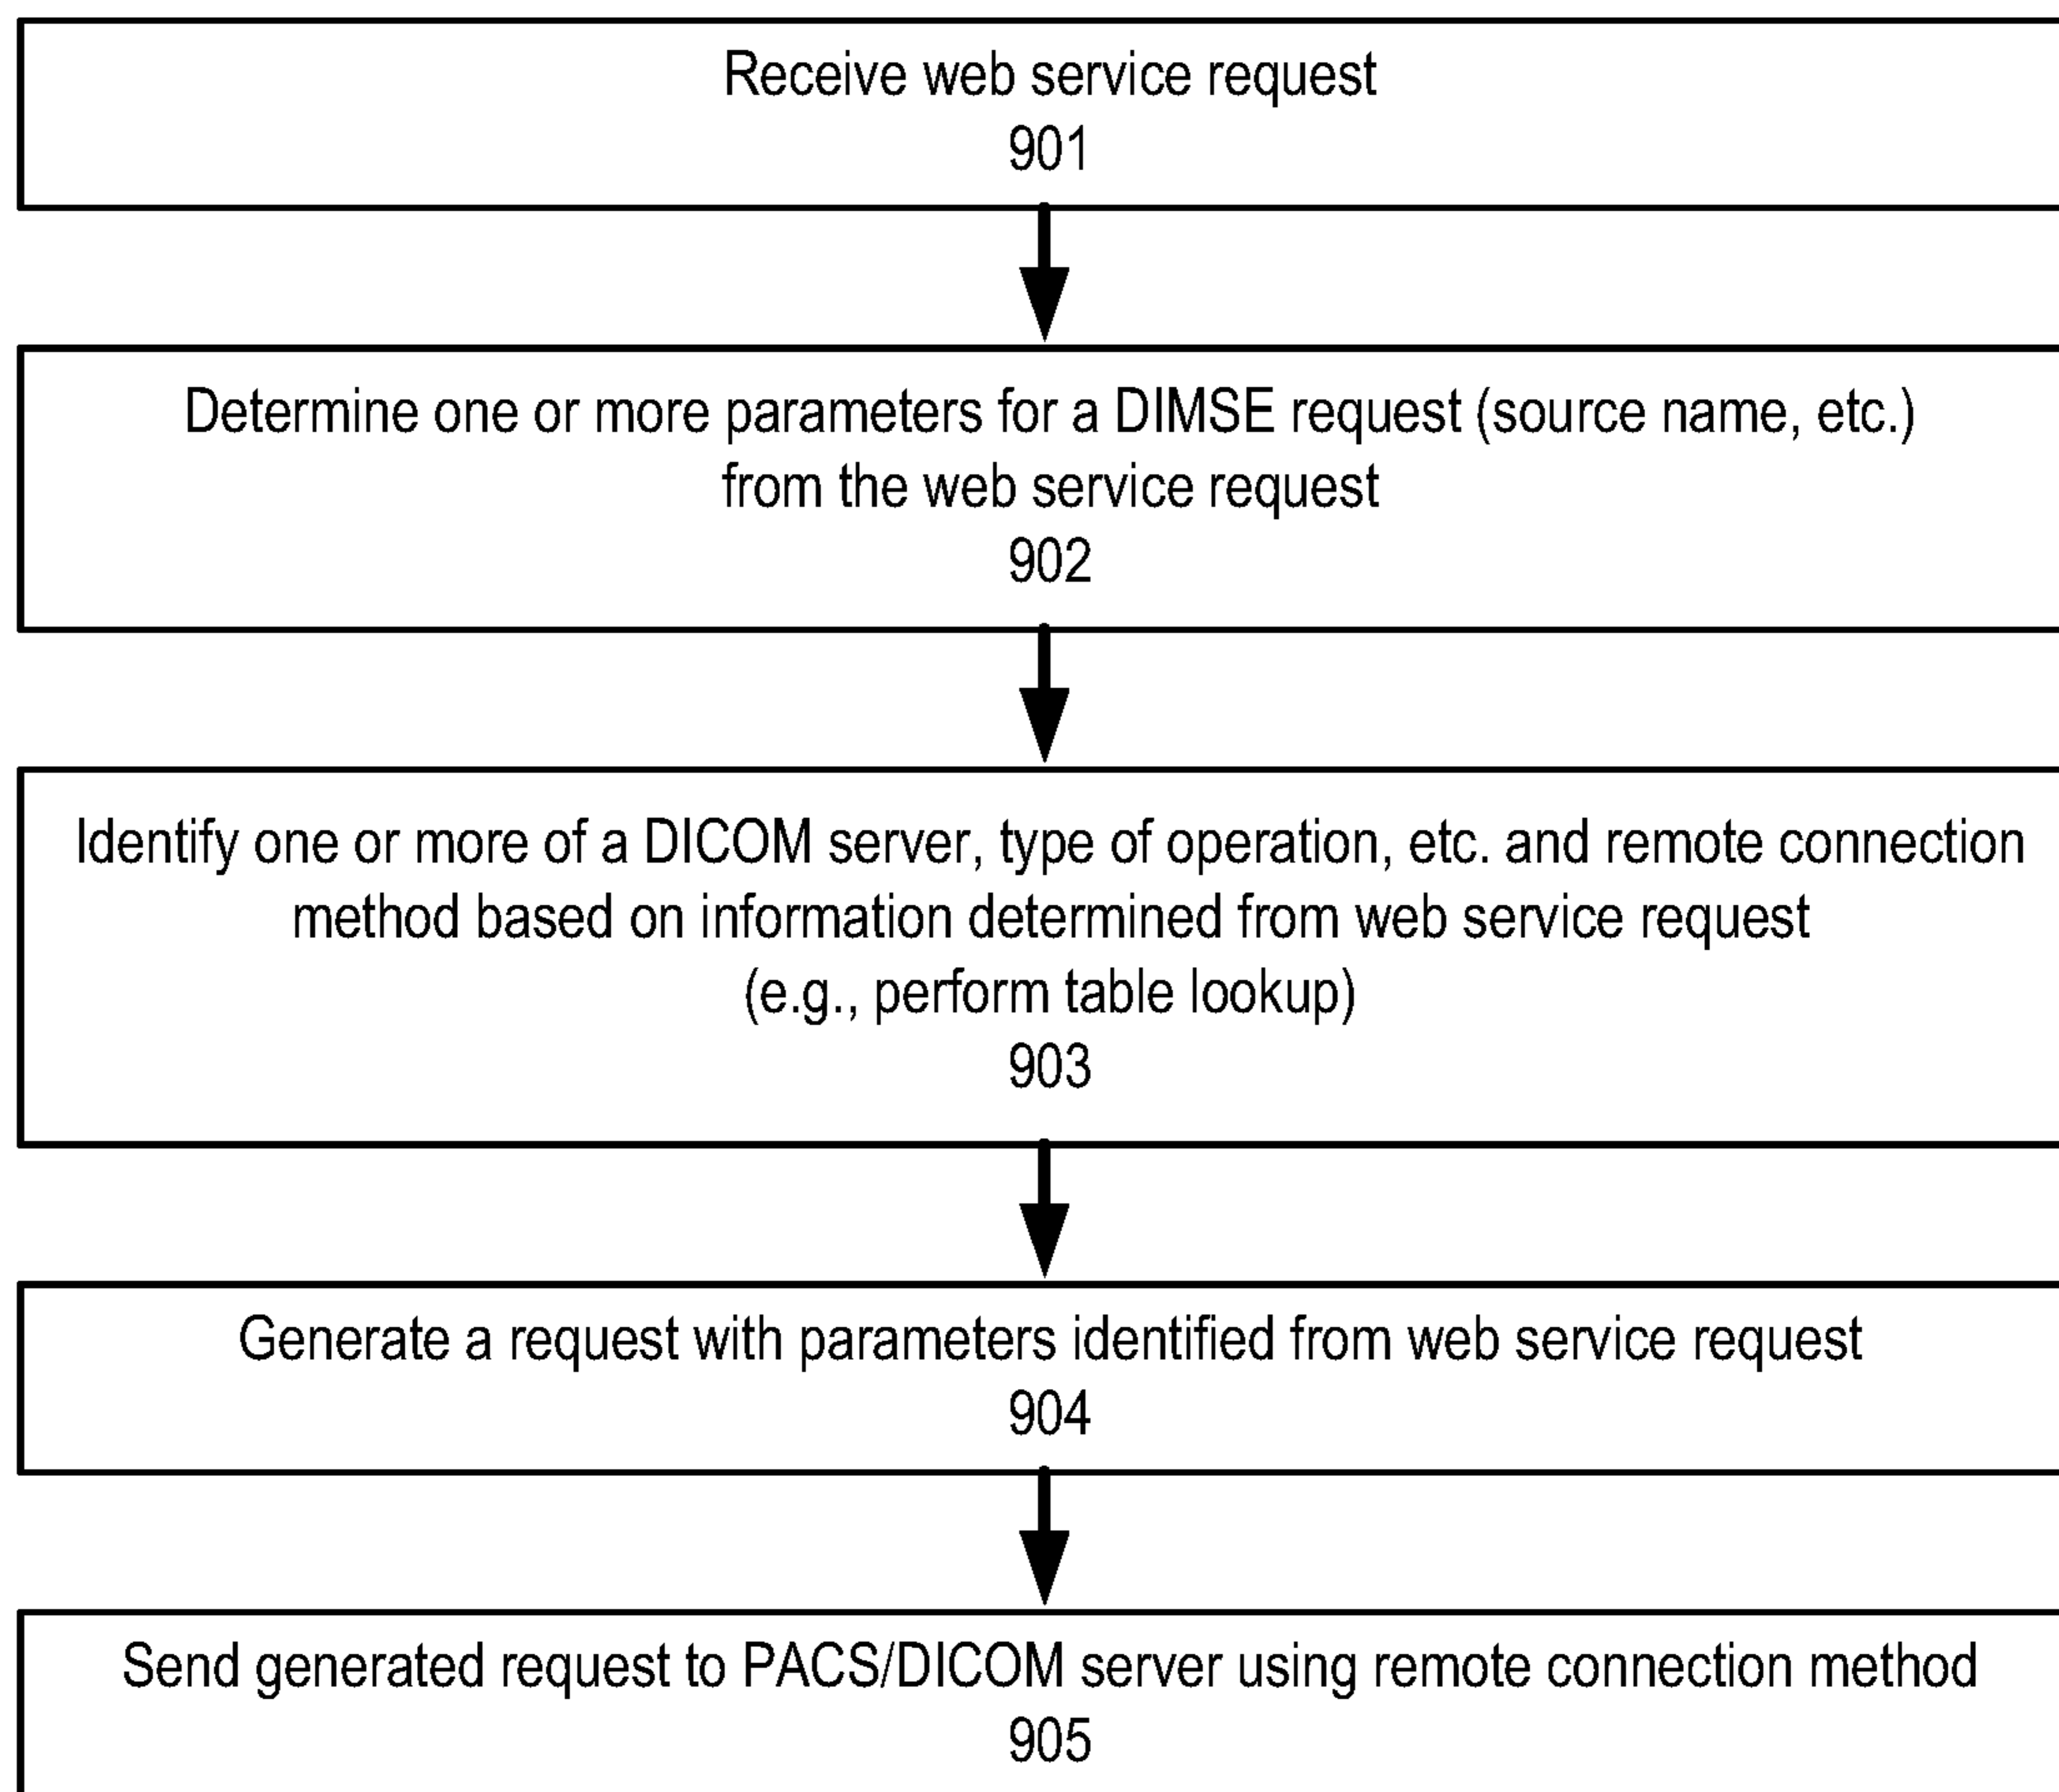 Receive web service request
901
Determine one or more parameters for a DIMSE request (source name, etc.)
from the web service request
902
Identify one or more of a DICOM server, type of operation, etc. and remote connection
method based on information determined from web service request
(e.g., perform table lookup)
903
Generate a request with parameters identified from web service request
904
Send generated request to PACS/DICOM server using remote connection method
905